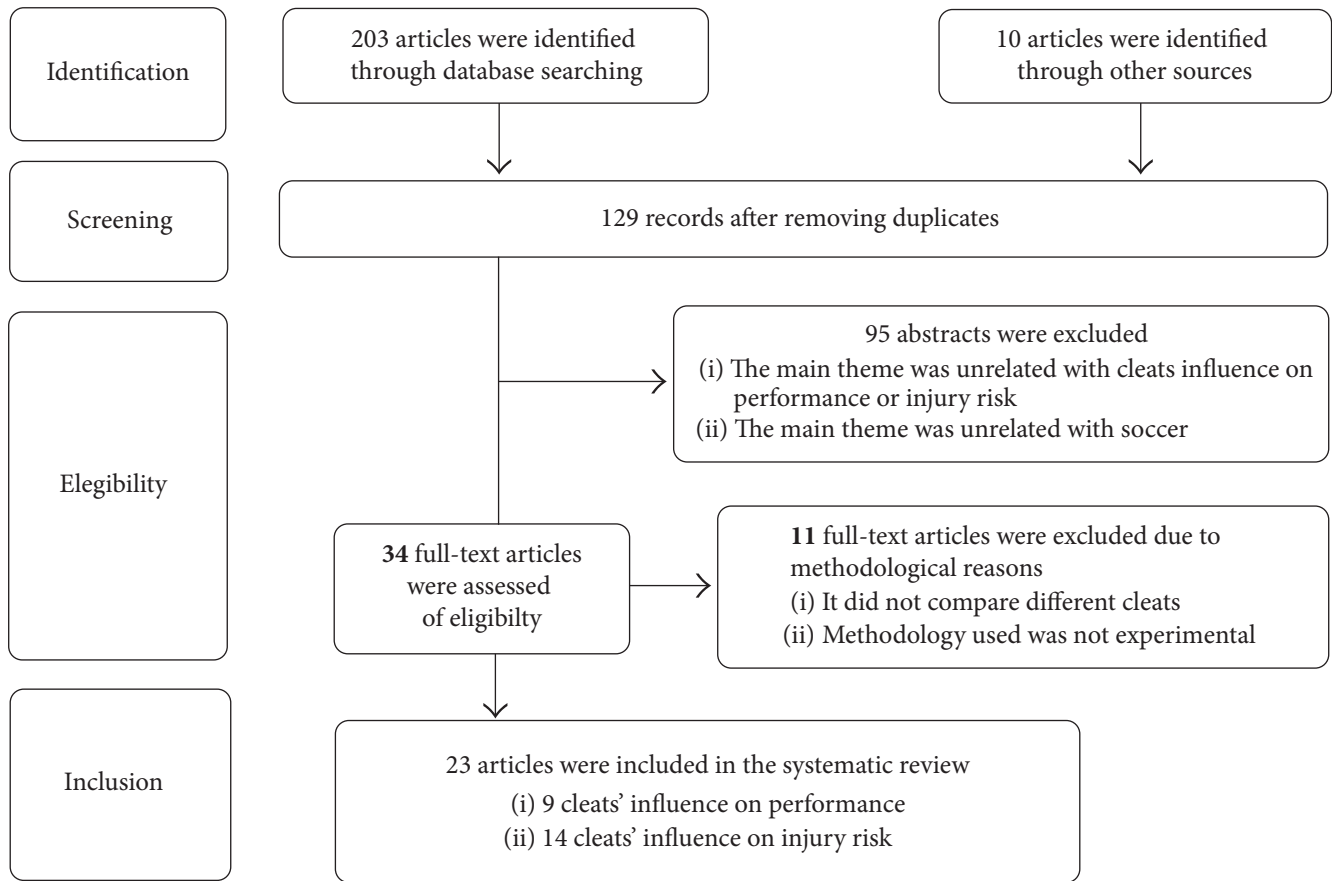 Identification
203 articles were identified
through database searching
10 articles were identified
through other sources
Screening
129 records after removing duplicates
Elegibility
95 abstracts were excluded
(i) The main theme was unrelated with cleats influence on
performance or injury risk
(ii) The main theme was unrelated with soccer
34 full-text articles
were assessed
of eligibilty
11 full-text articles were excluded due to
methodological reasons
(i) It did not compare different cleats
(ii) Methodology used was not experimental
Inclusion
23 articles were included in the systematic review
(i) 9 cleats' influence on performance
(ii) 14 cleats' influence on injury risk